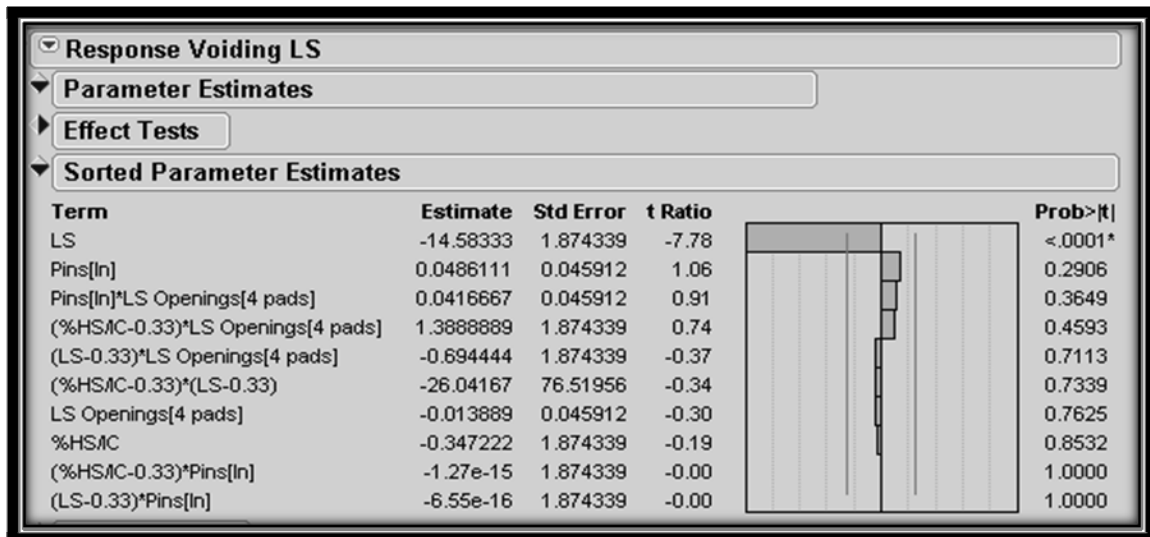 Response Voiding LS
Parameter Estimates
Effect Tests
Sorted Parameter Estimates
Term Estimate Std Error t Ratio Prob>|t|
LS -14.58333 1.874339 -7.78 <.0001*
Pins[In] 0.0486111 0.045912 1.06 0.2906
Pins[In]*LS Openings[4 pads] 0.0416667 0.045912 0.91 0.3649
(%HS/IC-0.33)*LS Openings[4 pads] 1.3888889 1.874339 0.74 0.4593
(LS-0.33)*LS Openings[4 pads] -0.694444 1.874339 -0.37 0.7113
(%HS/IC-0.33)*(LS-0.33) -26.04167 76.51956 -0.34 0.7339
LS Openings[4 pads] -0.013889 0.045912 -0.30 0.7625
%HS/IC -0.347222 1.874339 -0.19 0.8532
(%HS/IC-0.33)*Pins[In] -1.27e-15 1.874339 -0.00 1.0000
(LS-0.33)*Pins[In] -6.55e-16 1.874339 -0.00 1.0000